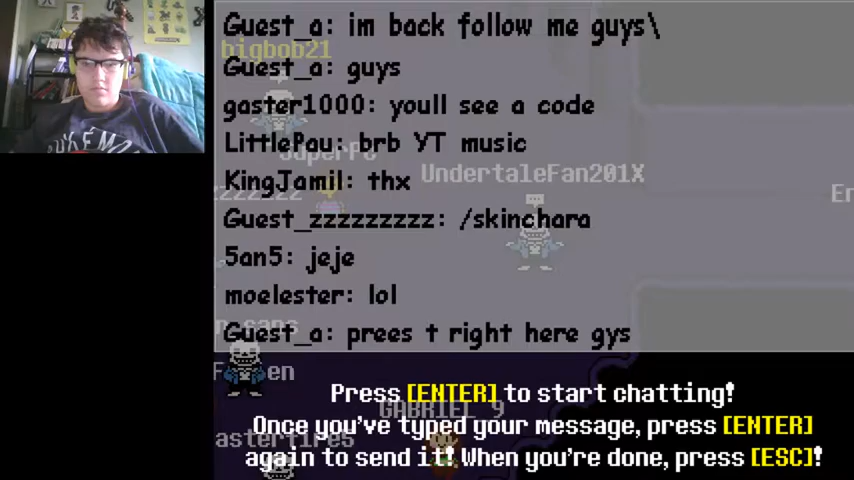 Guest_a: im back follow me guys\
bigbob21
Guest_a: guys
gaster1000: youll see a code
LittlePau: brb YT music
UndertaleFan201X
KingJamil: thx
Guest_zzzzzzzzz: /skinchara
5an5: jeje
moelester: lol
Guest_a: prees t right here gys
Press [ENTER] to start chatting!
GABRIEL 9
Once you've typed your message, press [ENTER]
again to send it! When you're done, press [ESC]!